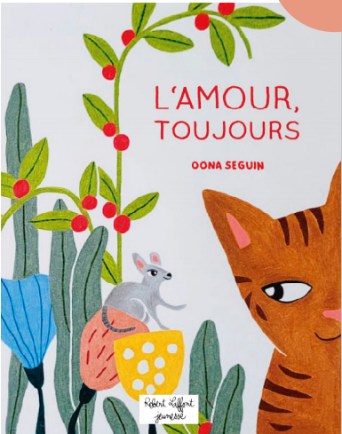 L'AMOUR,
TOUJOURS
OONA SEGUIN
Robert Laffont
jeunesse